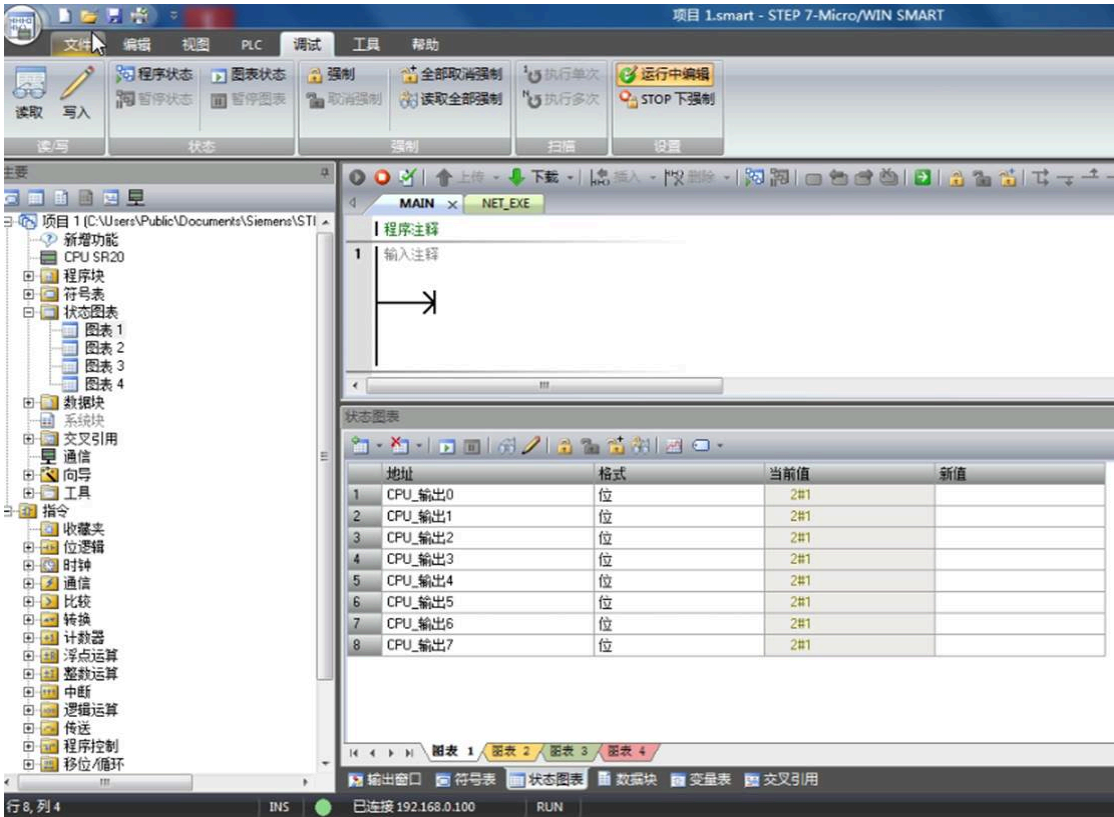 项目 1.smart - STEP 7-Micro/WIN SMART
文件 编辑 视图 PLC 调试 工具 帮助
读取 写入 程序状态 图表状态 强制 全部取消强制 执行单次 运行中编辑
暂停状态 暂停图表 取消强制 读取全部强制 执行多次 STOP 下强制
读/写 状态 强制 扫描 设置
主要
上传 下载 插入 删除
项目 1 (C:\Users\Public\Documents\Siemens\STI
新增功能
CPU SR20
程序块
符号表
状态图表
图表 1
图表 2
图表 3
图表 4
数据块
系统块
交叉引用
通信
向导
工具
指令
收藏夹
位逻辑
时钟
通信
比较
转换
计数器
浮点运算
整数运算
中断
逻辑运算
传送
程序控制
移位/循环
MAIN NET_EXE
程序注释
1 输入注释
状态图表
地址 格式 当前值 新值
1 CPU_输出0 位 2#1
2 CPU_输出1 位 2#1
3 CPU_输出2 位 2#1
4 CPU_输出3 位 2#1
5 CPU_输出4 位 2#1
6 CPU_输出5 位 2#1
7 CPU_输出6 位 2#1
8 CPU_输出7 位 2#1
图表 1 图表 2 图表 3 图表 4
输出窗口 符号表 状态图表 数据块 变量表 交叉引用
行 8, 列 4 INS 已连接 192.168.0.100 RUN